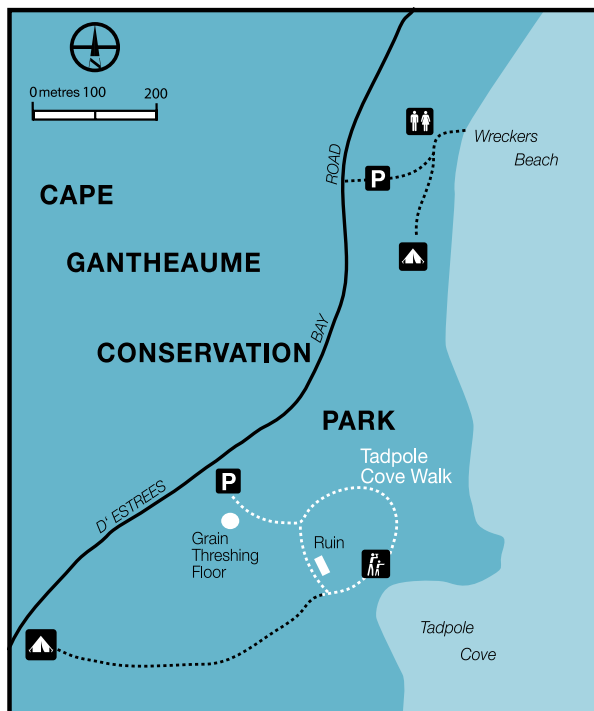 N
0 metres 100 200
Wreckers
Beach
ROAD
P
CAPE
GANTHEAUME
BAY
CONSERVATION
PARK
Tadpole
Cove Walk
P
D' ESTREES
Grain
Threshing
Floor
Ruin
Tadpole
Cove